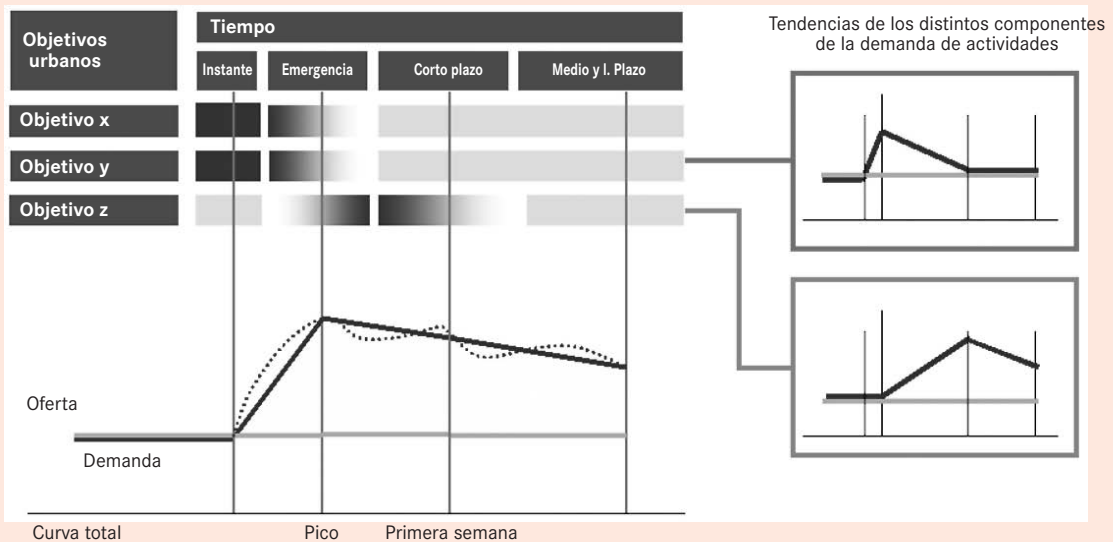 Objetivos
urbanos
Tiempo
Instante
Emergencia
Corto plazo
Medio y l. Plazo
Objetivo x
Objetivo y
Objetivo z
Tendencias de los distintos componentes
de la demanda de actividades
Oferta
Demanda
Curva total
Pico
Primera semana